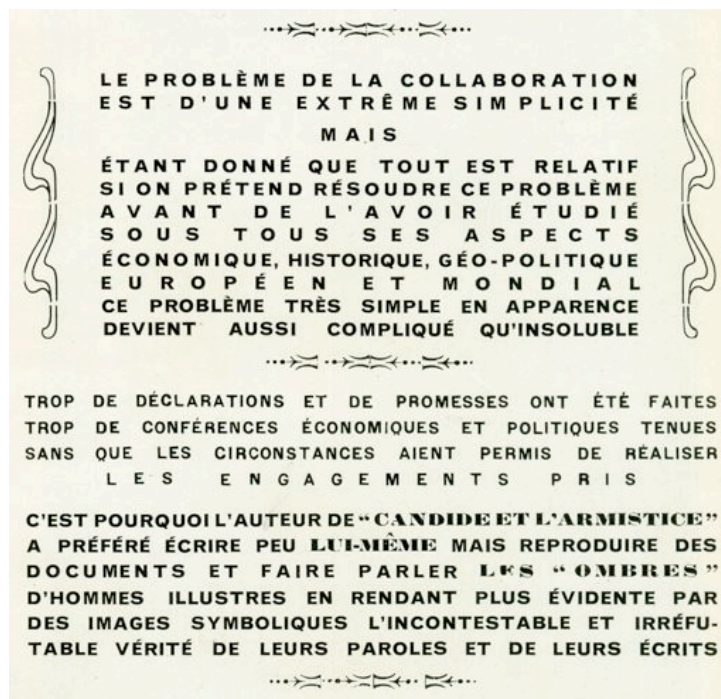 LE PROBLÈME DE LA COLLABORATION
EST D'UNE EXTRÊME SIMPLICITÉ
MAIS
ÉTANT DONNÉ QUE TOUT EST RELATIF
SI ON PRÉTEND RÉSOUDRE CE PROBLÈME
AVANT DE L'AVOIR ÉTUDIÉ
SOUS TOUS SES ASPECTS
ÉCONOMIQUE, HISTORIQUE, GÉO-POLITIQUE
EUROPÉEN ET MONDIAL
CE PROBLÈME TRÈS SIMPLE EN APPARENCE
DEVIENT AUSSI COMPLIQUÉ QU'INSOLUBLE
TROP DE DÉCLARATIONS ET DE PROMESSES ONT ÉTÉ FAITES
TROP DE CONFÉRENCES ÉCONOMIQUES ET POLITIQUES TENUES
SANS QUE LES CIRCONSTANCES AIENT PERMIS DE RÉALISER
LES ENGAGEMENTS PRIS
C'EST POURQUOI L'AUTEUR DE "CANDIDE ET L'ARMISTICE"
A PRÉFÉRÉ ÉCRIRE PEU LUI-MÊME MAIS REPRODUIRE DES
DOCUMENTS ET FAIRE PARLER LES "OMBRES"
D'HOMMES ILLUSTRES EN RENDANT PLUS ÉVIDENTE PAR
DES IMAGES SYMBOLIQUES L'INCONTESTABLE ET IRRÉFU-
TABLE VÉRITÉ DE LEURS PAROLES ET DE LEURS ÉCRITS